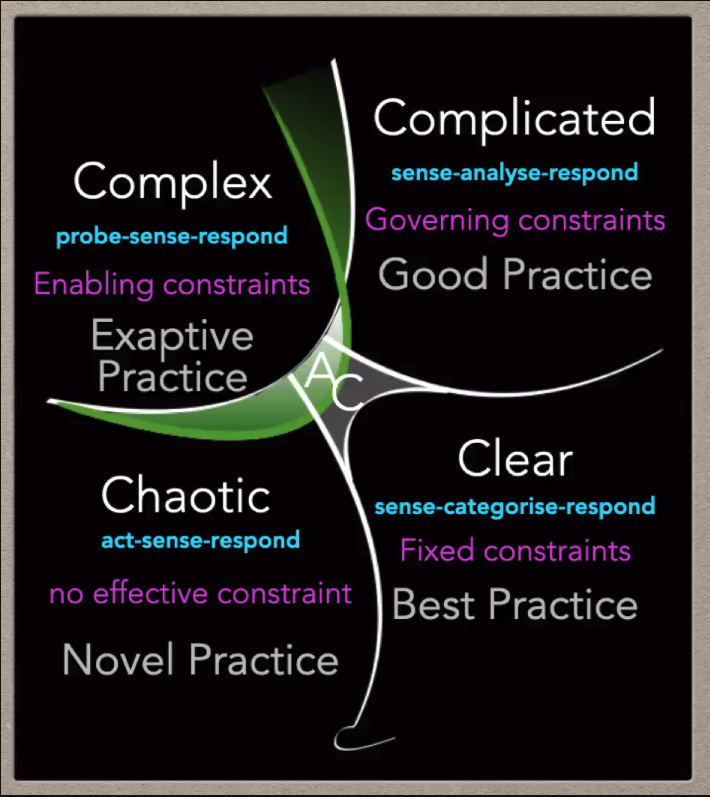 Complex
probe-sense-respond
Enabling constraints
Exaptive
Practice
Complicated
sense-analyse-respond
Governing constraints
Good Practice
A
C
Chaotic
act-sense-respond
no effective constraint
Novel Practice
Clear
sense-categorise-respond
Fixed constraints
Best Practice